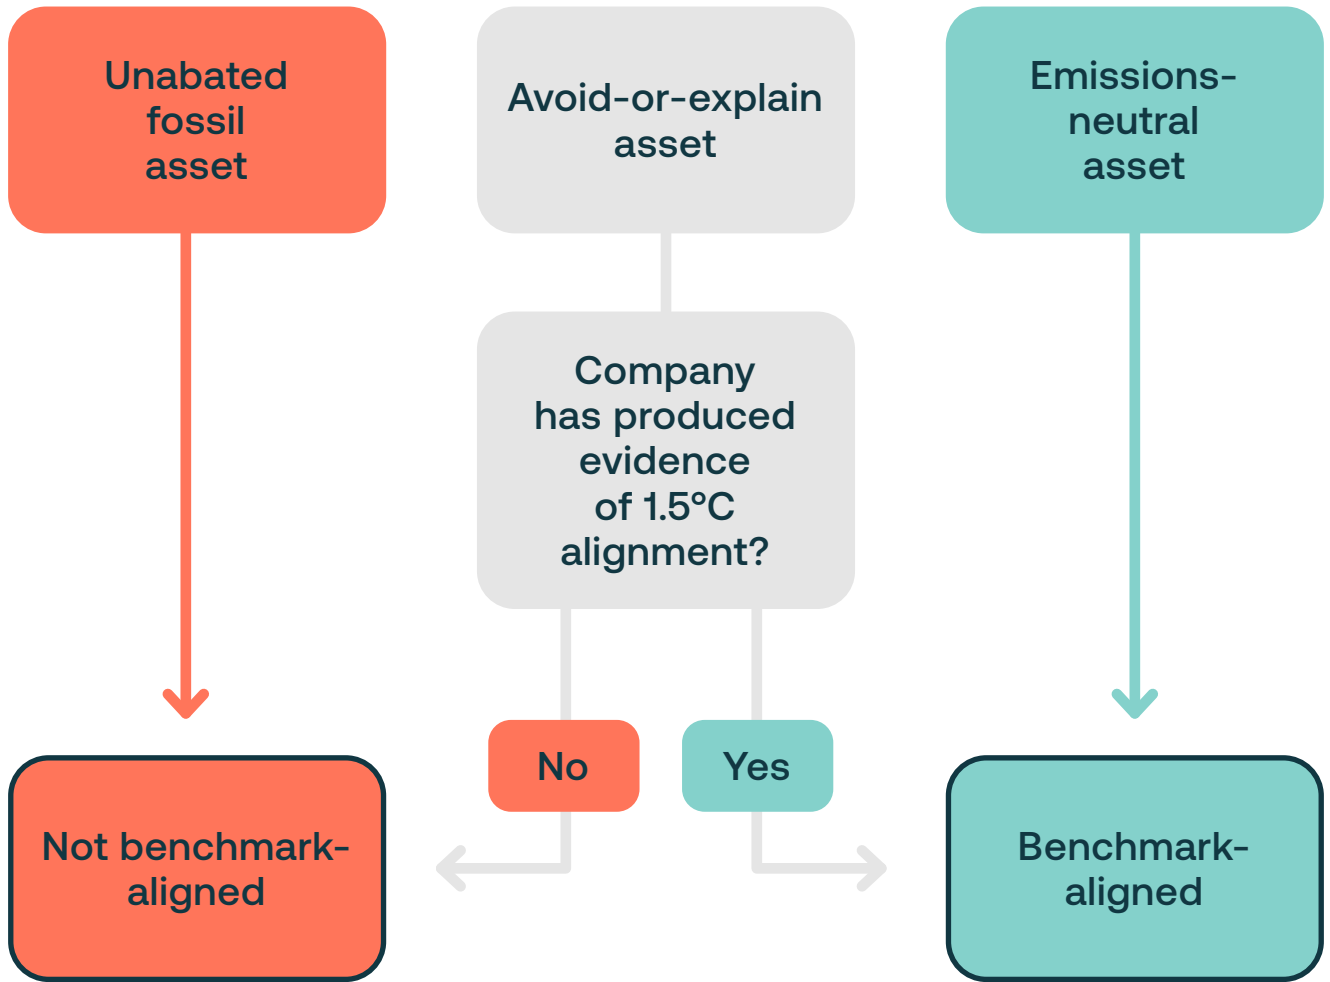 Unabated
fossil
asset
Avoid-or-explain
asset
Emissions-
neutral
asset
Company
has produced
evidence
of 1.5°C
alignment?
No
Yes
Not benchmark-
aligned
Benchmark-
aligned